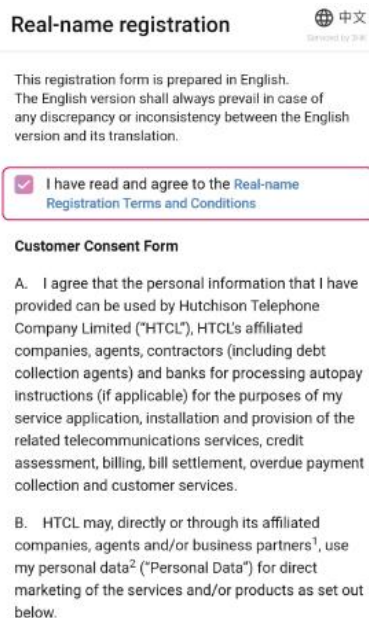 Real-name registration
中文
This registration form is prepared in English.
The English version shall always prevail in case of
any discrepancy or inconsistency between the English
version and its translation.
I have read and agree to the Real-name
Registration Terms and Conditions
Customer Consent Form
A. I agree that the personal information that I have
provided can be used by Hutchison Telephone
Company Limited ("HTCL"), HTCL's affiliated
companies, agents, contractors (including debt
collection agents) and banks for processing autopay
instructions (if applicable) for the purposes of my
service application, installation and provision of the
related telecommunications services, credit
assessment, billing, bill settlement, overdue payment
collection and customer services.
B. HTCL may, directly or through its affiliated
companies, agents and/or business partners¹, use
my personal data² ("Personal Data") for direct
marketing of the services and/or products as set out
below.